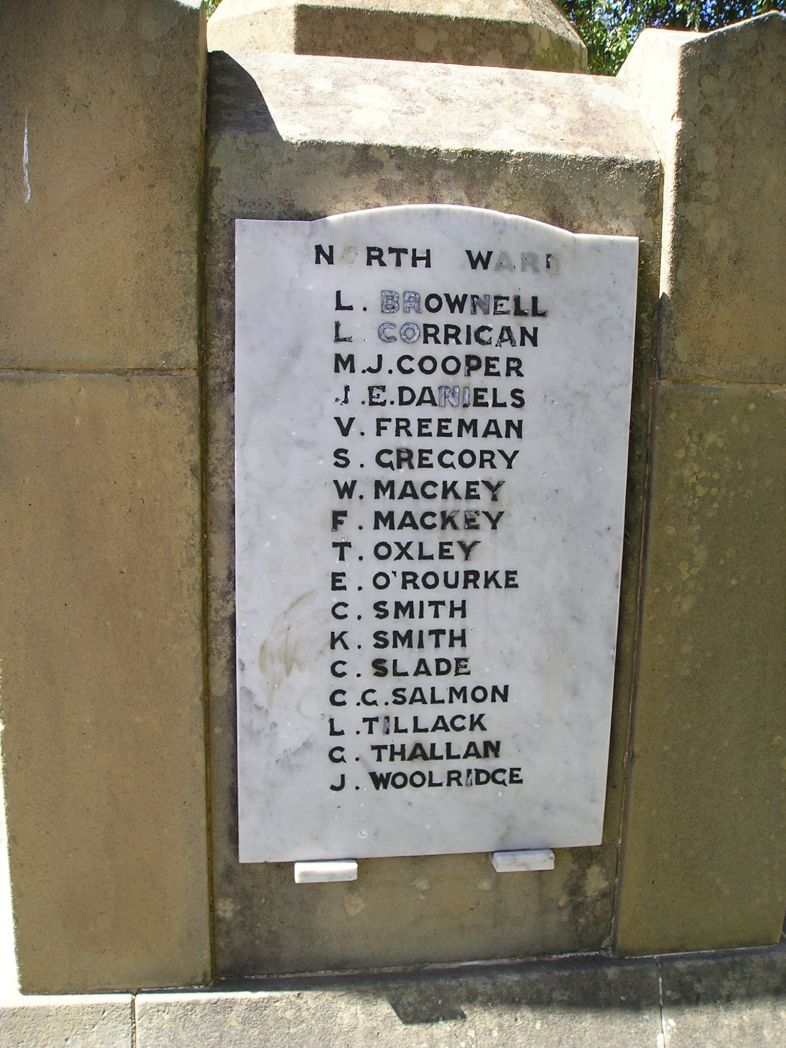 NORTH WARD
L. BROWNELL
L CORRIGAN
M.J.COOPER
J.E.DANIELS
V. FREEMAN
S. GREGORY
W. MACKEY
F. MACKEY
T. OXLEY
E. O'ROURKE
C. SMITH
K. SMITH
C. SLADE
C.G.SALMON
L.TILLACK
G. THALLAN
J. WOOLRIDGE